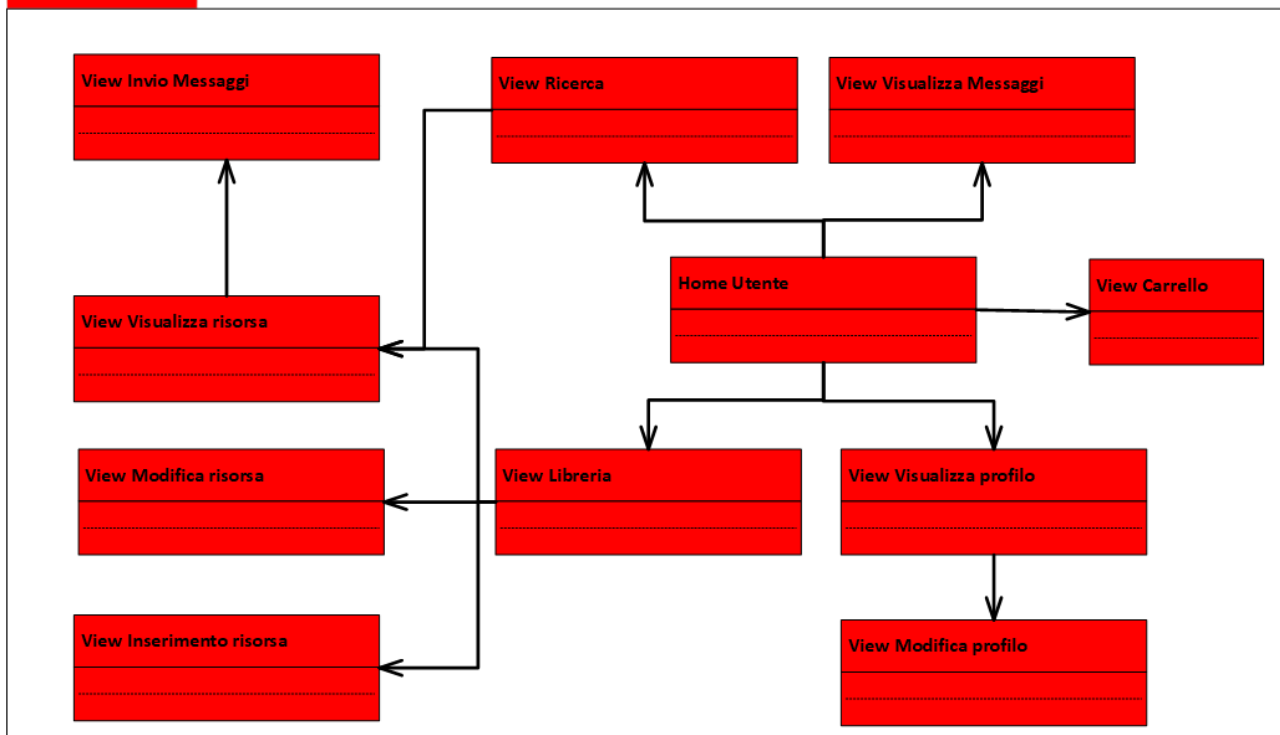 View Invio Messaggi
View Ricerca
View Visualizza Messaggi
Home Utente
View Carrello
View Visualizza risorsa
View Modifica risorsa
View Libreria
View Visualizza profilo
View Inserimento risorsa
View Modifica profilo